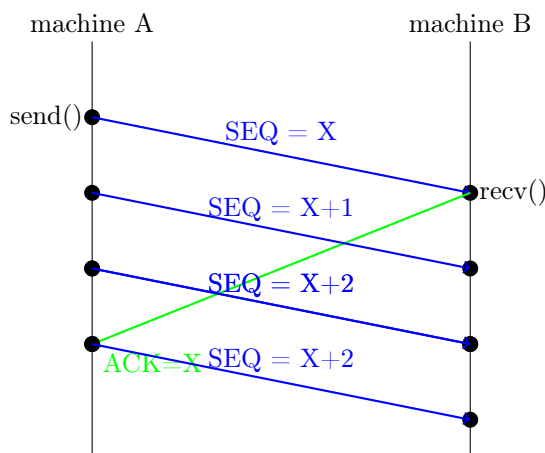 machine A
machine B
send()
SEQ = X
recv()
SEQ = X+1
SEQ = X+2
SEQ = X+2
ACK=X